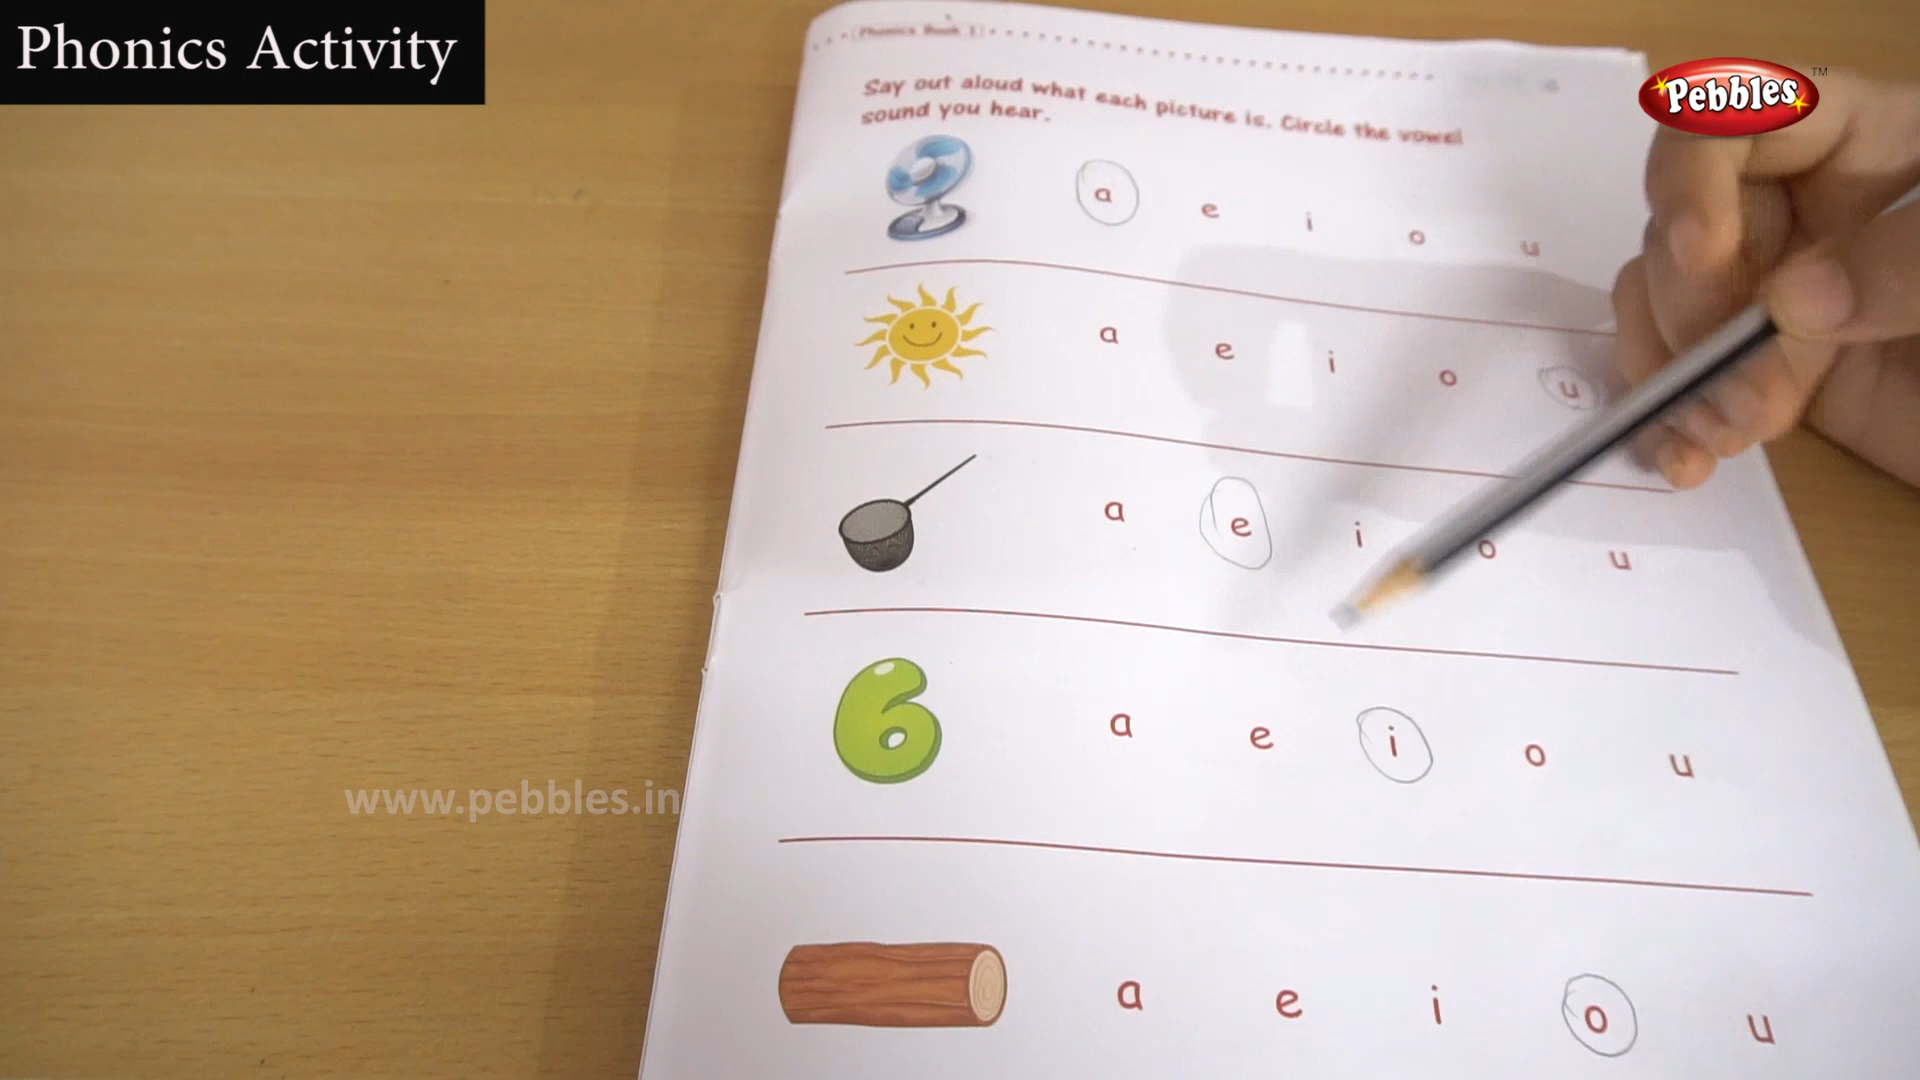 Phonics Activity
Phonics Book 1
Pebbles TM
Say out aloud what each picture is. Circle the vowel
sound you hear.
a e i o u
a e i o u
a e i o u
6 a e i o u
www.pebbles.in
a e i o u